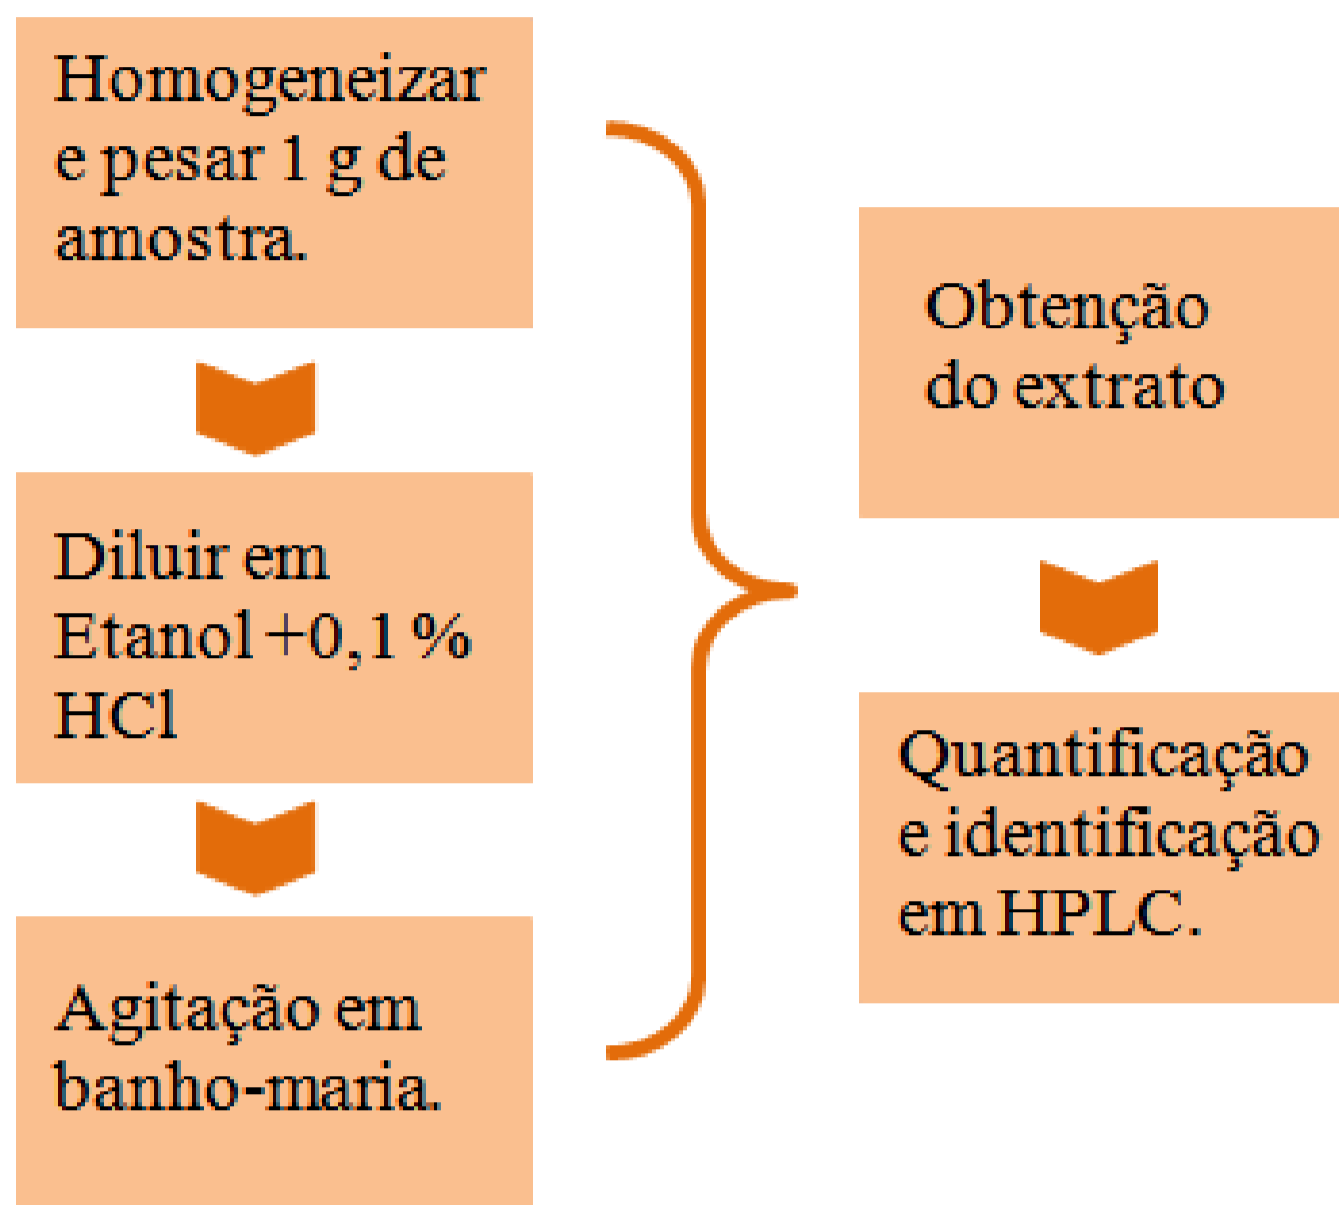 Homogeneizar
e pesar 1 g de
amostra.
Diluir em
Etanol +0,1 %
HCl
Agitação em
banho-maria.
Obtenção
do extrato
Quantificação
e identificação
em HPLC.